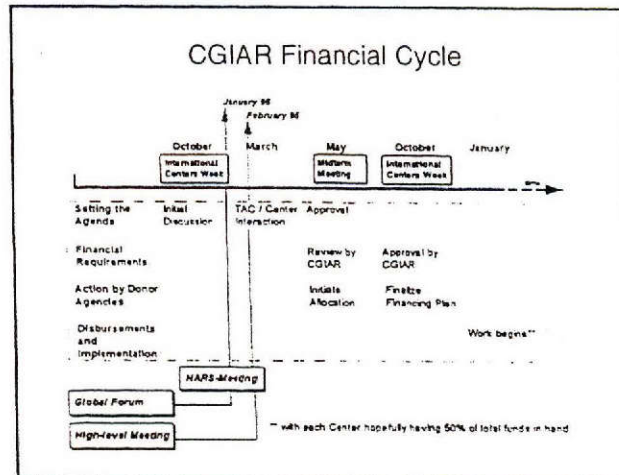 CGIAR Financial Cycle
January 95
February 95
October March May October January
International Centers Week
Midterm Meeting
International Centers Week
Setting the Agenda
Initial Discussion
TAC / Center Interaction
Approval
Financial Requirements
Review by CGIAR
Approval by CGIAR
Action by Donor Agencies
Initiate Allocation
Finalize Financing Plan
Disbursements and Implementation
Work begins**
NARS-Meeting
Global Forum
High-level Meeting
** with each Center hopefully having 50% of total funds in hand